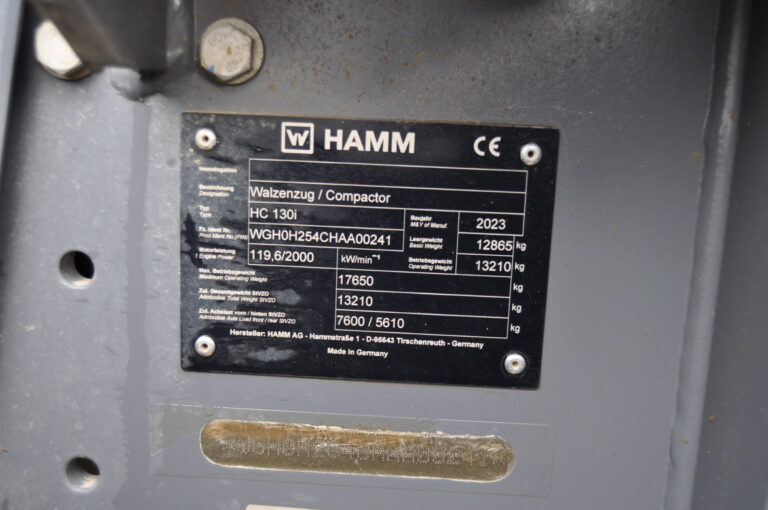 HAMM CE
Homologation
Bezeichnung
Designation
Walzenzug / Compactor
Typ
Type
HC 130i
Baujahr
M&Y of Manuf.
2023
Fz. Ident Nr.
Prod.Ident No.(PIN)
WGH0H254CHAA00241
Leergewicht
Basic Weight
12865 kg
Motorleistung
Engine Power
119,6/2000 kW/min⁻¹
Betriebsgewicht
Operating Weight
13210 kg
Max. Betriebsgewicht
Maximum Operating Weight
17650 kg
Zul. Gesamtgewicht StVZO
Admissible Total Weight StVZO
13210 kg
Zul. Achslast vorn / hinten StVZO
Admissible Axle Load front / rear StVZO
7600 / 5610 kg
Hersteller: HAMM AG - Hammstraße 1 - D-95643 Tirschenreuth - Germany
Made in Germany